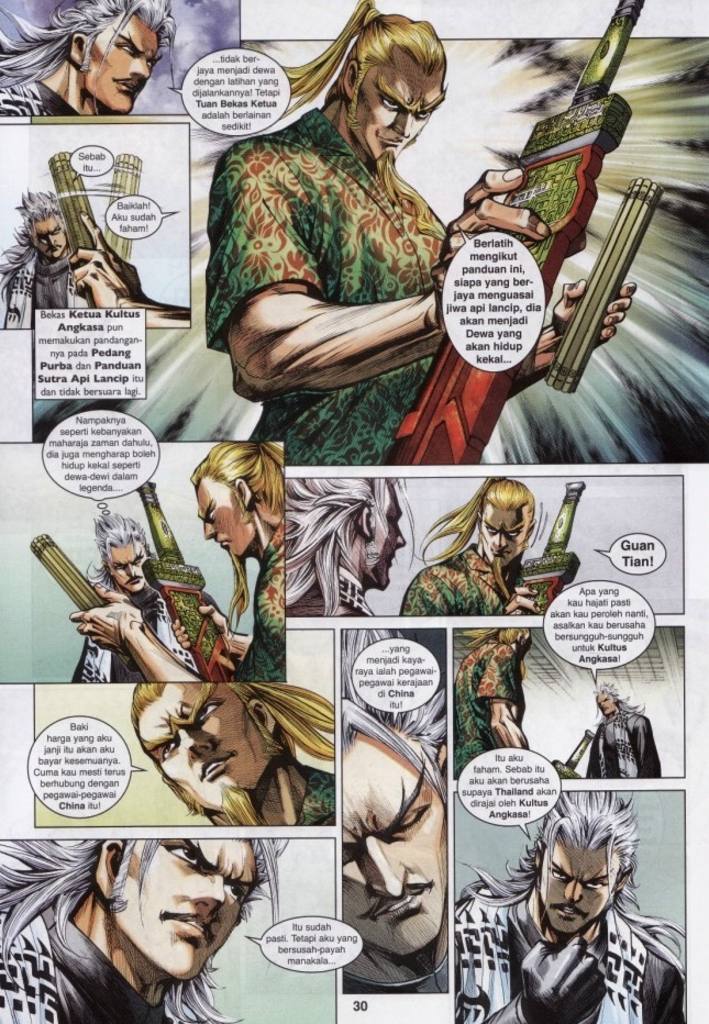 ...tidak ber-
jaya menjadi dewa
dengan latihan yang
dijalankannya! Tetapi
Tuan Bekas Ketua
adalah berlainan
sedikit!
Berlatih
mengikut
panduan ini,
siapa yang ber-
jaya menguasai
jiwa api lancip, dia
akan menjadi
Dewa yang
akan hidup
kekal...
Sebab
itu...
Baiklah!
Aku sudah
faham!
Bekas Ketua Kultus
Angkasa pun
memakukan pandangan-
nya pada Pedang
Purba dan Panduan
Sutra Api Lancip itu
dan tidak bersuara lagi.
Nampaknya
seperti kebanyakan
maharaja zaman dahulu,
dia juga mengharap boleh
hidup kekal seperti
dewa-dewi dalam
legenda....
Guan
Tian!
Apa yang
kau hajati pasti
akan kau peroleh nanti,
asalkan kau
bersungguh-sungguh
untuk Kultus
Angkasa!
Itu aku
faham. Sebab itu
aku akan berusaha
supaya Thailand akan
dirajai oleh Kultus
Angkasa!
Baki
harga yang aku
janji itu akan aku
bayar kesemuanya.
Cuma kau mesti terus
berhubung dengan
pegawai-pegawai
China itu!
Itu sudah
pasti. Tetapi aku yang
bersusah-payah
manakala...
...yang
menjadi kaya-
raya ialah pegawai-
pegawai kerajaan
di China
itu!
30